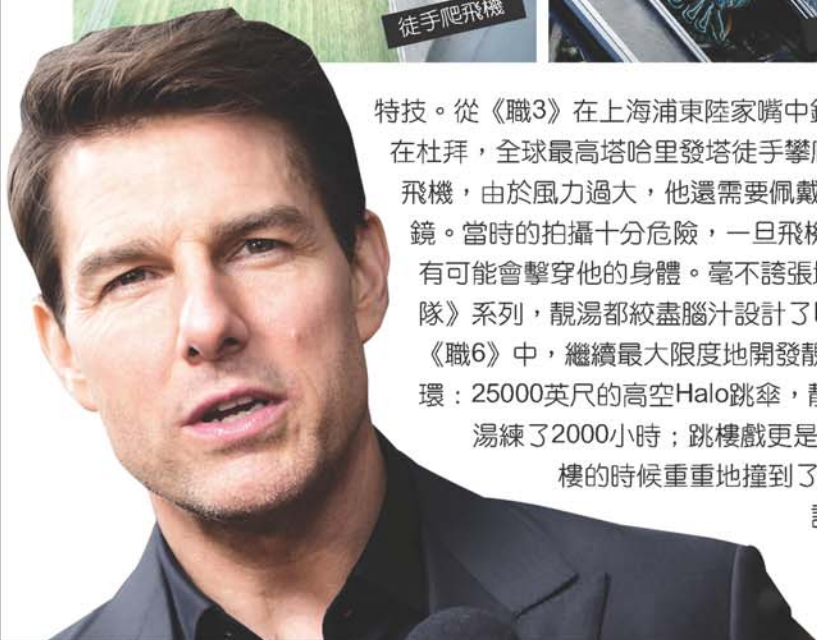 徒手爬飛機
特技。從《職3》在上海浦東陸家嘴中
在杜拜，全球最高塔哈里發塔徒手攀
飛機，由於風力過大，他還需要佩戴
鏡。當時的拍攝十分危險，一旦飛機
有可能會擊穿他的身體。毫不誇張
隊》系列，靚湯都絞盡腦汁設計了
《職6》中，繼續最大限度地開發靚
環：25000英尺的高空Halo跳傘，
湯練了2000小時；跳樓戲更是
樓的時候重重地撞到了